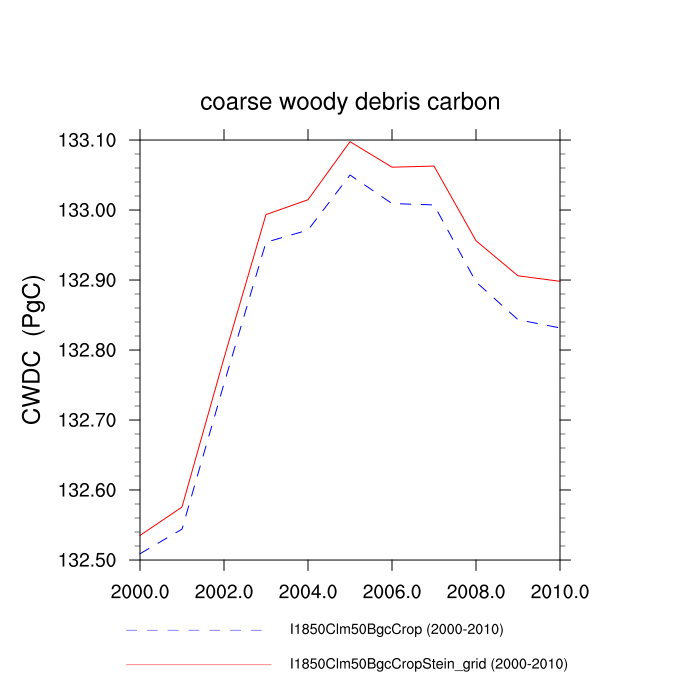 coarse woody debris carbon
133.10
133.00
132.90
132.80
132.70
132.60
132.50
CWDC (PgC)
2000.0 2002.0 2004.0 2006.0 2008.0 2010.0
I1850Clm50BgcCrop (2000-2010)
I1850Clm50BgcCropStein_grid (2000-2010)